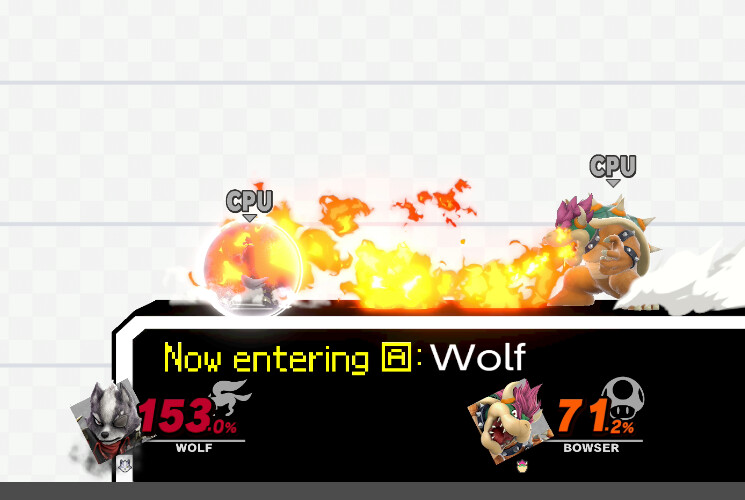 CPU
CPU
Now entering A: Wolf
153.0%
WOLF
71.2%
BOWSER